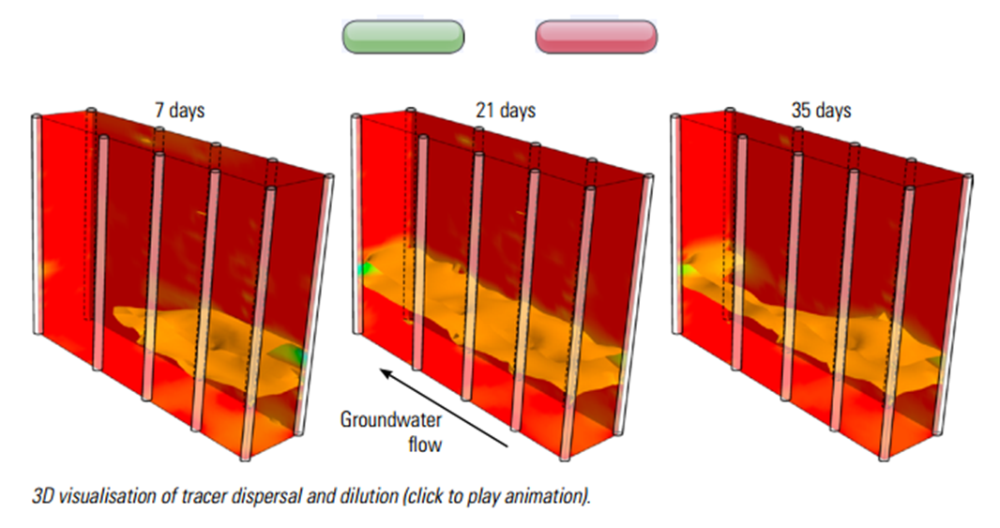 7 days
21 days
35 days
Groundwater
flow
3D visualisation of tracer dispersal and dilution (click to play animation).